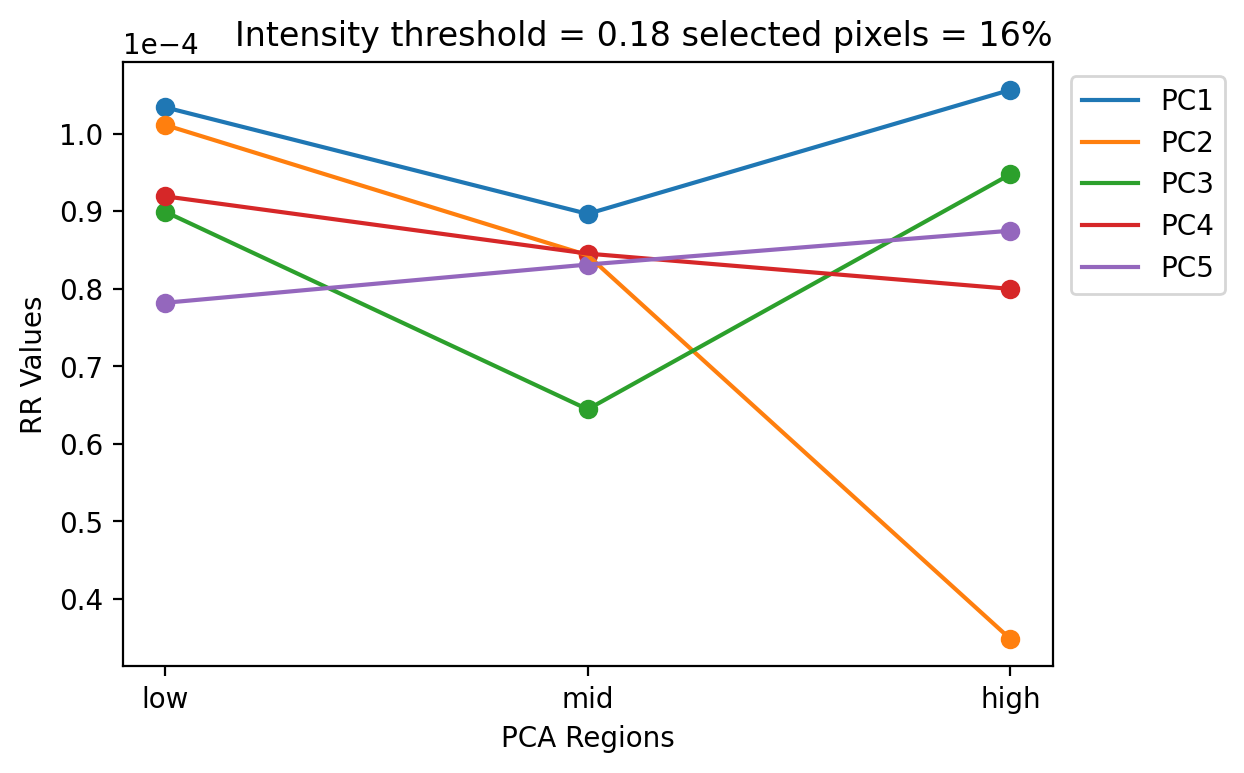 Intensity threshold = 0.18 selected pixels = 16%
1e−4
1.0
0.9
0.8
0.7
0.6
0.5
0.4
RR Values
low mid high
PCA Regions
PC1
PC2
PC3
PC4
PC5